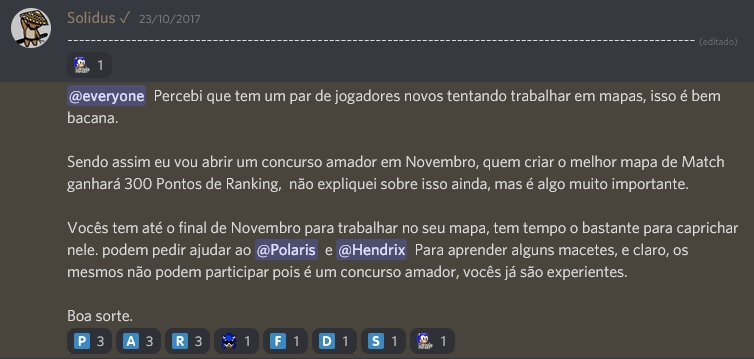 Solidus ✓ 23/10/2017
---------------------------------------------------------------------------------------------------- (editado)
1
@everyone Percebi que tem um par de jogadores novos tentando trabalhar em mapas, isso é bem
bacana.
Sendo assim eu vou abrir um concurso amador em Novembro, quem criar o melhor mapa de Match
ganhará 300 Pontos de Ranking, não expliquei sobre isso ainda, mas é algo muito importante.
Vocês tem até o final de Novembro para trabalhar no seu mapa, tem tempo o bastante para caprichar
nele. podem pedir ajudar ao @Polaris e @Hendrix Para aprender alguns macetes, e claro, os
mesmos não podem participar pois é um concurso amador, vocês já são experientes.
Boa sorte.
P 3 A 3 R 3 1 F 1 D 1 S 1 1